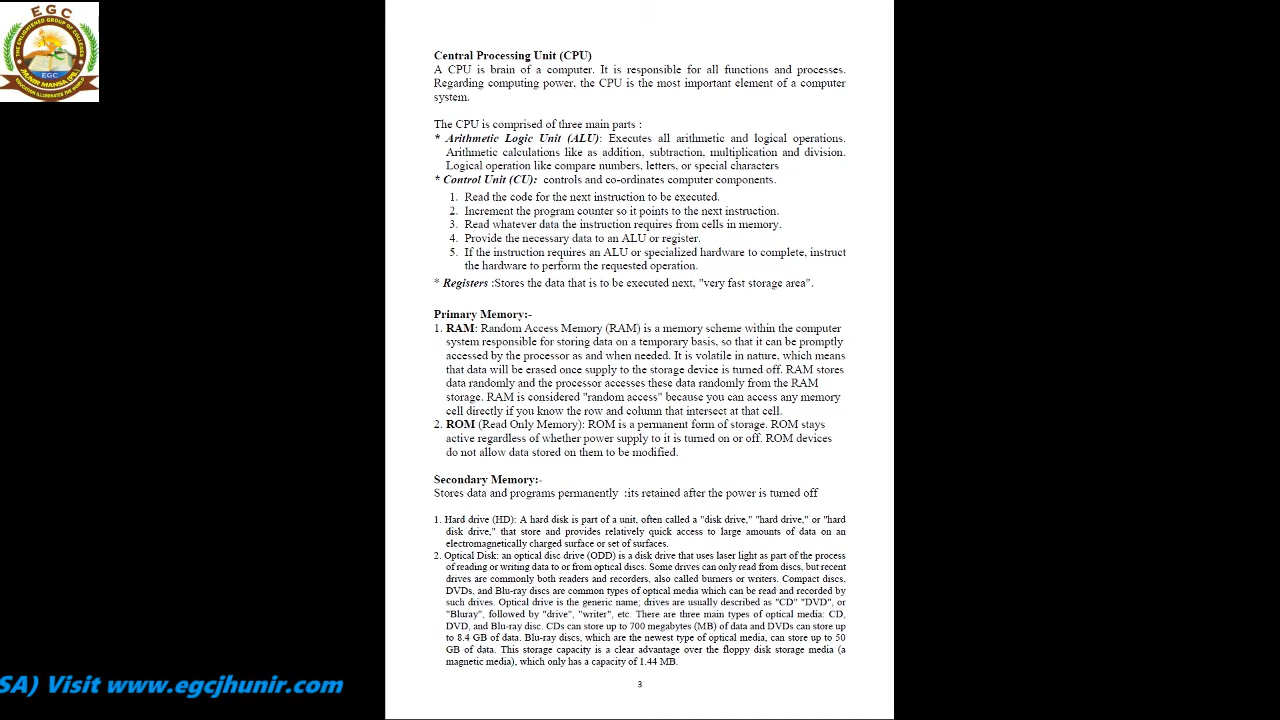 EGC
THE ENLIGHTENED GROUP OF COLLEGES
EGC
JHUNIR MANSA (PB.)
EDUCATION ILLUMINATES THE WORLD
Central Processing Unit (CPU)
A CPU is brain of a computer. It is responsible for all functions and processes.
Regarding computing power, the CPU is the most important element of a computer
system.
The CPU is comprised of three main parts :
* Arithmetic Logic Unit (ALU): Executes all arithmetic and logical operations.
Arithmetic calculations like as addition, subtraction, multiplication and division.
Logical operation like compare numbers, letters, or special characters
* Control Unit (CU): controls and co-ordinates computer components.
1. Read the code for the next instruction to be executed.
2. Increment the program counter so it points to the next instruction.
3. Read whatever data the instruction requires from cells in memory.
4. Provide the necessary data to an ALU or register.
5. If the instruction requires an ALU or specialized hardware to complete, instruct
the hardware to perform the requested operation.
* Registers :Stores the data that is to be executed next, "very fast storage area".
Primary Memory:-
1. RAM: Random Access Memory (RAM) is a memory scheme within the computer
system responsible for storing data on a temporary basis, so that it can be promptly
accessed by the processor as and when needed. It is volatile in nature, which means
that data will be erased once supply to the storage device is turned off. RAM stores
data randomly and the processor accesses these data randomly from the RAM
storage. RAM is considered "random access" because you can access any memory
cell directly if you know the row and column that intersect at that cell.
2. ROM (Read Only Memory): ROM is a permanent form of storage. ROM stays
active regardless of whether power supply to it is turned on or off. ROM devices
do not allow data stored on them to be modified.
Secondary Memory:-
Stores data and programs permanently :its retained after the power is turned off
1. Hard drive (HD): A hard disk is part of a unit, often called a "disk drive," "hard drive," or "hard
disk drive," that store and provides relatively quick access to large amounts of data on an
electromagnetically charged surface or set of surfaces.
2. Optical Disk: an optical disc drive (ODD) is a disk drive that uses laser light as part of the process
of reading or writing data to or from optical discs. Some drives can only read from discs, but recent
drives are commonly both readers and recorders, also called burners or writers. Compact discs,
DVDs, and Blu-ray discs are common types of optical media which can be read and recorded by
such drives. Optical drive is the generic name; drives are usually described as "CD" "DVD", or
"Bluray", followed by "drive", "writer", etc. There are three main types of optical media: CD,
DVD, and Blu-ray disc. CDs can store up to 700 megabytes (MB) of data and DVDs can store up
to 8.4 GB of data. Blu-ray discs, which are the newest type of optical media, can store up to 50
GB of data. This storage capacity is a clear advantage over the floppy disk storage media (a
magnetic media), which only has a capacity of 1.44 MB.
3
SA) Visit www.egcjhunir.com